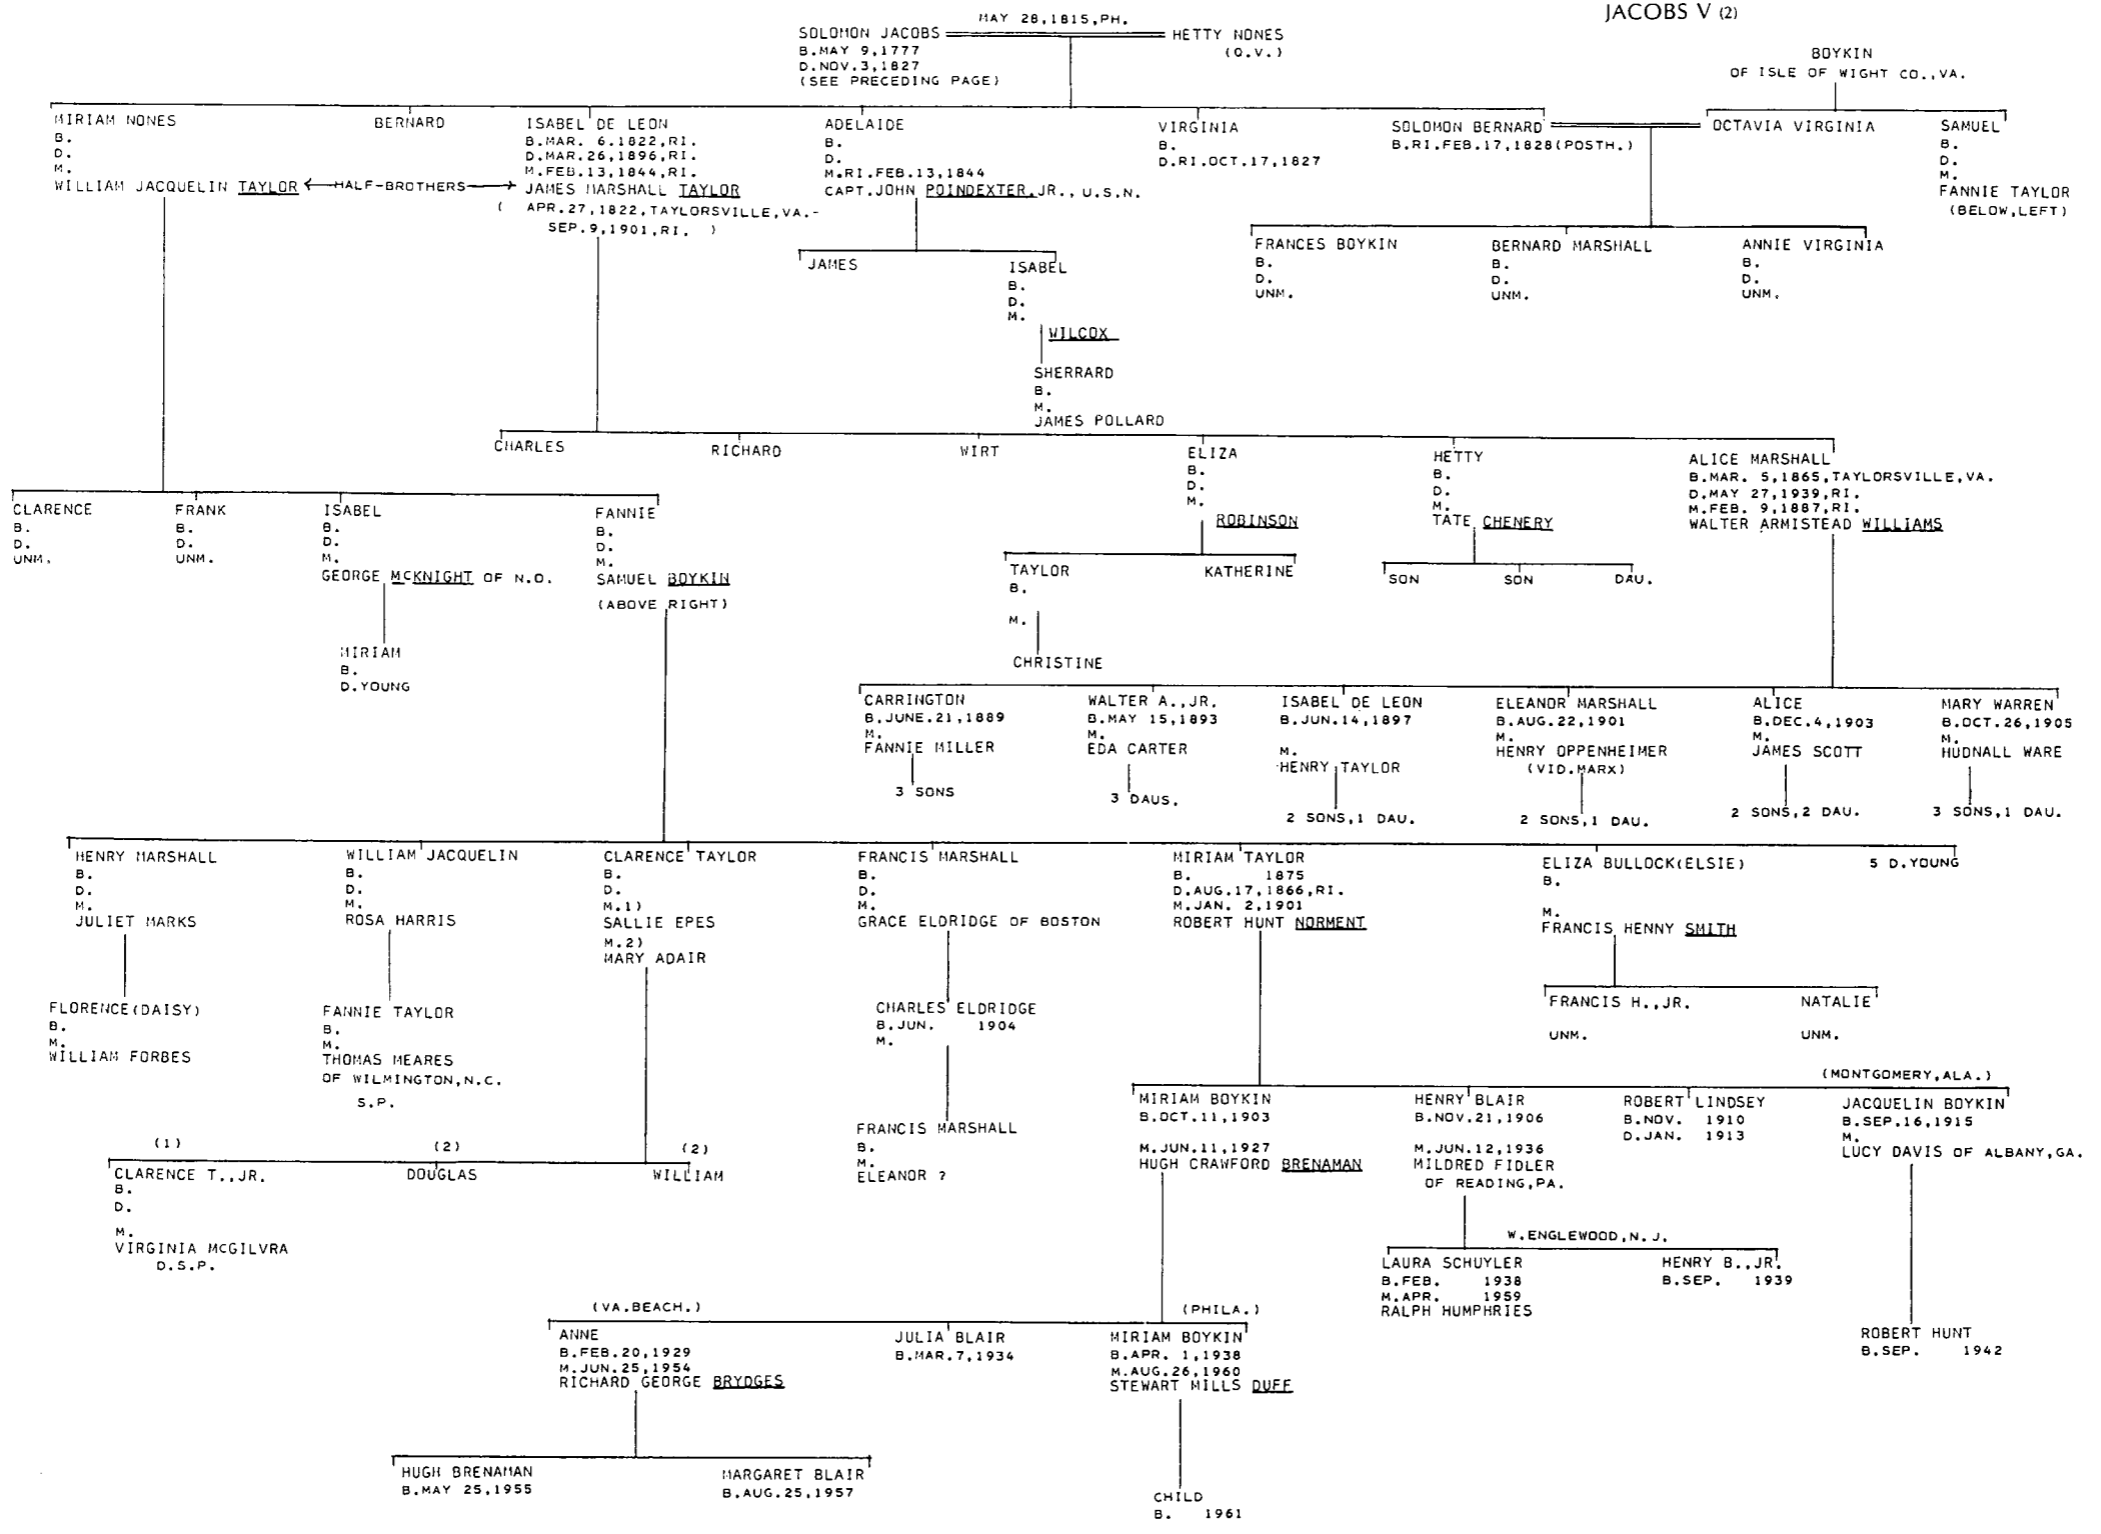 JACOBS V (2)
MAY 28,1815,PH.
SOLOMON JACOBS
B.MAY 9,1777
D.NOV.3,1827
(SEE PRECEDING PAGE)
HETTY NONES
(Q.V.)
BOYKIN
OF ISLE OF WIGHT CO.,VA.
MIRIAM NONES
B.
D.
M.
WILLIAM JACQUELIN TAYLOR
HALF-BROTHERS
BERNARD
ISABEL DE LEON
B.MAR. 6.1822,RI.
D.MAR.26,1896,RI.
M.FEB.13,1844,RI.
JAMES MARSHALL TAYLOR
( APR.27,1822,TAYLORSVILLE,VA.-
SEP.9,1901,RI. )
ADELAIDE
B.
D.
M.RI.FEB.13,1844
CAPT.JOHN POINDEXTER,JR.,U.S.N.
VIRGINIA
B.
D.RI.OCT.17,1827
SOLOMON BERNARD
B.RI.FEB.17,1828(POSTH.)
OCTAVIA VIRGINIA
SAMUEL
B.
D.
M.
FANNIE TAYLOR
(BELOW,LEFT)
JAMES
ISABEL
B.
D.
M.
WILCOX
SHERRARD
B.
M.
JAMES POLLARD
FRANCES BOYKIN
B.
D.
UNM.
BERNARD MARSHALL
B.
D.
UNM.
ANNIE VIRGINIA
B.
D.
UNM.
CHARLES
RICHARD
WIRT
ELIZA
B.
D.
M.
ROBINSON
HETTY
B.
D.
M.
TATE CHENERY
ALICE MARSHALL
B.MAR. 5,1865,TAYLORSVILLE,VA.
D.MAY 27,1939,RI.
M.FEB. 9,1887,RI.
WALTER ARMISTEAD WILLIAMS
CLARENCE
B.
D.
UNM.
FRANK
B.
D.
UNM.
ISABEL
B.
D.
M.
GEORGE MCKNIGHT OF N.O.
FANNIE
B.
D.
M.
SAMUEL BOYKIN
(ABOVE RIGHT)
MIRIAM
B.
D.YOUNG
TAYLOR
B.
M.
KATHERINE
SON
SON
DAU.
CHRISTINE
CARRINGTON
B.JUNE.21,1889
M.
FANNIE MILLER
3 SONS
WALTER A.,JR.
B.MAY 15,1893
M.
EDA CARTER
3 DAUS.
ISABEL DE LEON
B.JUN.14,1897
M.
HENRY TAYLOR
2 SONS,1 DAU.
ELEANOR MARSHALL
B.AUG.22,1901
M.
HENRY OPPENHEIMER
(VID.MARX)
2 SONS,1 DAU.
ALICE
B.DEC.4,1903
M.
JAMES SCOTT
2 SONS,2 DAU.
MARY WARREN
B.OCT.26,1905
M.
HUDNALL WARE
3 SONS,1 DAU.
HENRY MARSHALL
B.
D.
M.
JULIET MARKS
WILLIAM JACQUELIN
B.
D.
M.
ROSA HARRIS
CLARENCE TAYLOR
B.
D.
M.1)
SALLIE EPES
M.2)
MARY ADAIR
FRANCIS MARSHALL
B.
D.
M.
GRACE ELDRIDGE OF BOSTON
MIRIAM TAYLOR
B. 1875
D.AUG.17,1866,RI.
M.JAN. 2,1901
ROBERT HUNT NORMENT
ELIZA BULLOCK(ELSIE)
B.
M.
FRANCIS HENNY SMITH
5 D.YOUNG
FLORENCE(DAISY)
B.
M.
WILLIAM FORBES
FANNIE TAYLOR
B.
M.
THOMAS MEARES
OF WILMINGTON,N.C.
S.P.
CHARLES ELDRIDGE
B.JUN. 1904
M.
FRANCIS MARSHALL
B.
M.
ELEANOR ?
FRANCIS H.,JR.
UNM.
NATALIE
UNM.
(1)
CLARENCE T.,JR.
B.
D.
M.
VIRGINIA MCGILVRA
D.S.P.
(2)
DOUGLAS
(2)
WILLIAM
MIRIAM BOYKIN
B.OCT.11,1903
M.JUN.11,1927
HUGH CRAWFORD BRENAMAN
HENRY BLAIR
B.NOV.21,1906
M.JUN.12,1936
MILDRED FIDLER
OF READING,PA.
ROBERT LINDSEY
B.NOV. 1910
D.JAN. 1913
(MONTGOMERY,ALA.)
JACQUELIN BOYKIN
B.SEP.16,1915
M.
LUCY DAVIS OF ALBANY,GA.
W.ENGLEWOOD,N.J.
LAURA SCHUYLER
B.FEB. 1938
M.APR. 1959
RALPH HUMPHRIES
HENRY B.,JR.
B.SEP. 1939
ROBERT HUNT
B.SEP. 1942
(VA.BEACH.)
ANNE
B.FEB.20,1929
M.JUN.25,1954
RICHARD GEORGE BRYDGES
JULIA BLAIR
B.MAR.7,1934
(PHILA.)
MIRIAM BOYKIN
B.APR. 1,1938
M.AUG.26,1960
STEWART MILLS DUFF
HUGH BRENAMAN
B.MAY 25,1955
MARGARET BLAIR
B.AUG.25,1957
CHILD
B. 1961